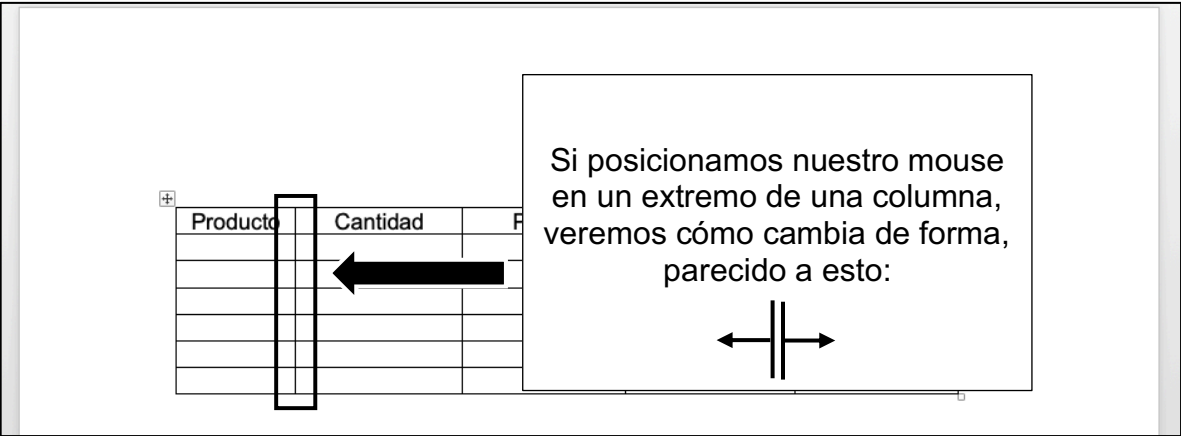 Si posicionamos nuestro mouse
en un extremo de una columna,
veremos cómo cambia de forma,
parecido a esto:
Producto Cantidad